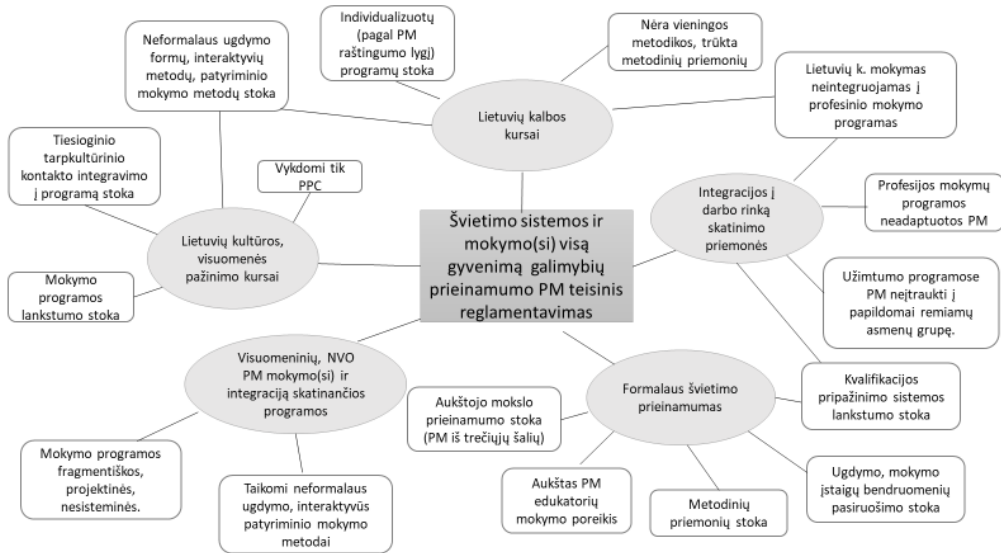 Individualizuotų
(pagal PM
raštingumo lygį)
programų stoka
Nėra vieningos
metodikos, trūkta
metodinių priemonių
Neformalaus ugdymo
formų, interaktyvių
metodų, patyriminio
mokymo metodų stoka
Lietuvių k. mokymas
neintegruojamas į
profesinio mokymo
programas
Lietuvių kalbos
kursai
Tiesioginio
tarpkultūrinio
kontakto integravimo
į programą stoka
Vykdomi tik
PPC
Integracijos į
darbo rinką
skatinimo
priemonės
Profesijos mokymų
programos
neadaptuotos PM
Lietuvių kultūros,
visuomenės
pažinimo kursai
Švietimo sistemos ir
mokymo(si) visą
gyvenimą galimybių
prieinamumo PM teisinis
reglamentavimas
Mokymo
programos
lankstumo stoka
Užimtumo programose
PM neįtraukti į
papildomai remiamų
asmenų grupę.
Visuomeninių, NVO
PM mokymo(si) ir
integraciją skatinančios
programos
Formalaus švietimo
prieinamumas
Kvalifikacijos
pripažinimo sistemos
lankstumo stoka
Aukštojo mokslo
prieinamumo stoka
(PM iš trečiųjų šalių)
Mokymo programos
fragmentiškos,
projektinės,
nesisteminės.
Taikomi neformalaus
ugdymo, interaktyvūs
patyriminio mokymo
metodai
Aukštas PM
edukatorių
mokymo poreikis
Metodinių
priemonių stoka
Ugdymo, mokymo
įstaigų bendruomenių
pasiruošimo stoka